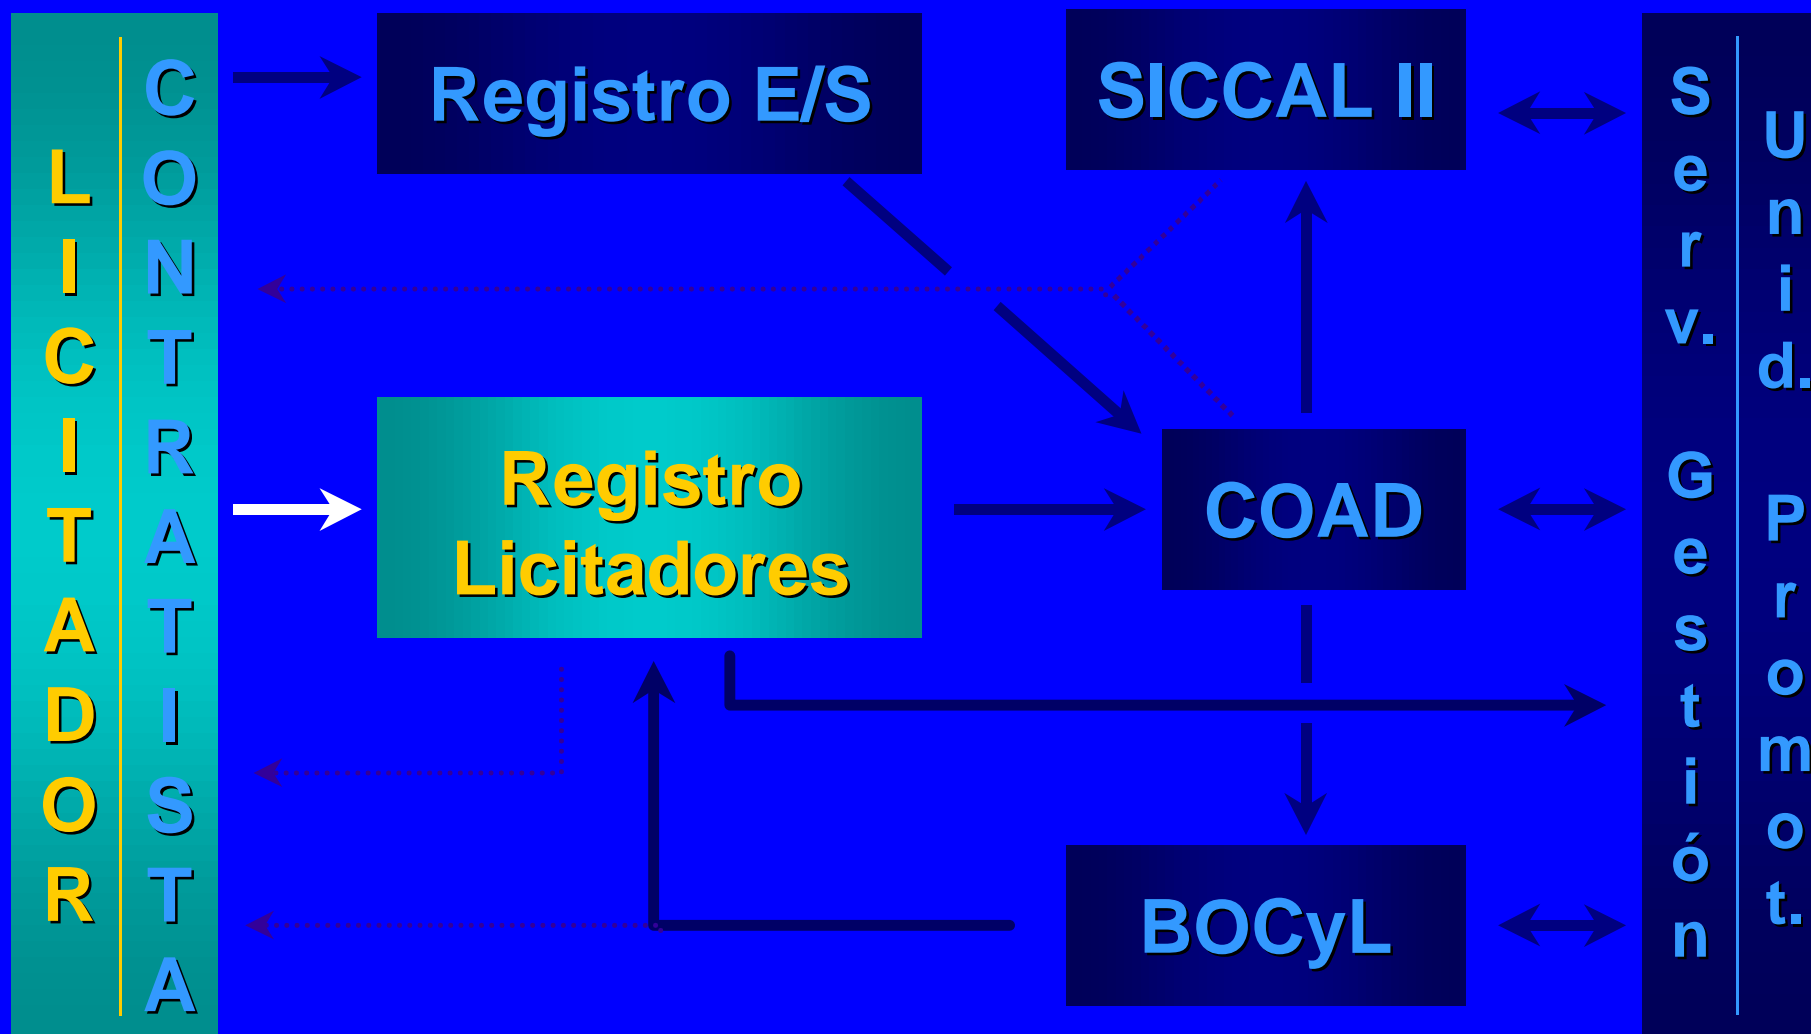 LICITADOR
CONTRATISTA
Registro E/S
SICCAL II
Registro
Licitadores
COAD
BOCyL
Serv. Gestión
Unid. Promot.